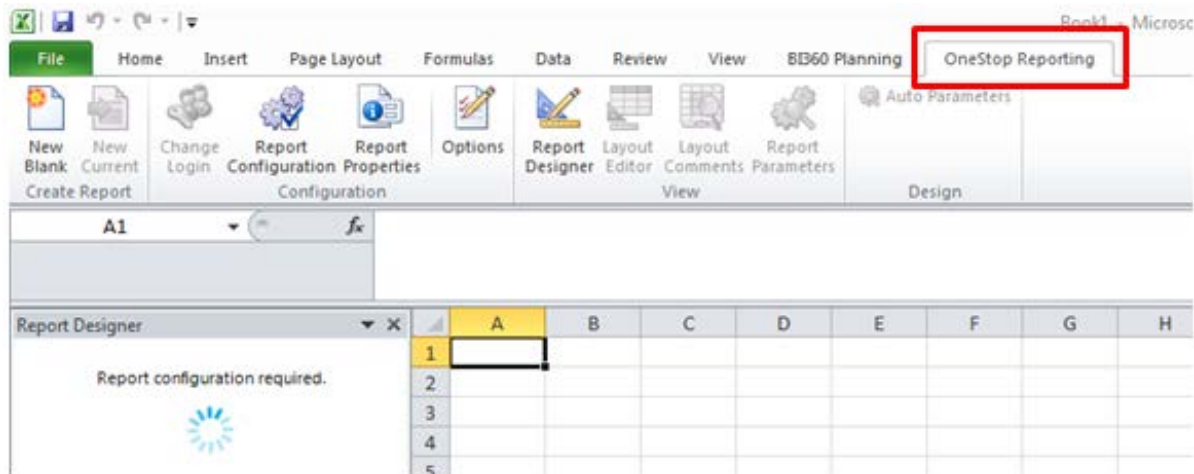 Book1 - Microsc
File Home Insert Page Layout Formulas Data Review View BI360 Planning OneStop Reporting
Auto Parameters
New Blank New Current Change Login Report Configuration Report Properties Options Report Designer Layout Editor Layout Comments Report Parameters
Create Report Configuration View Design
A1 fx
Report Designer A B C D E F G H
1
Report configuration required. 2
3
4
5